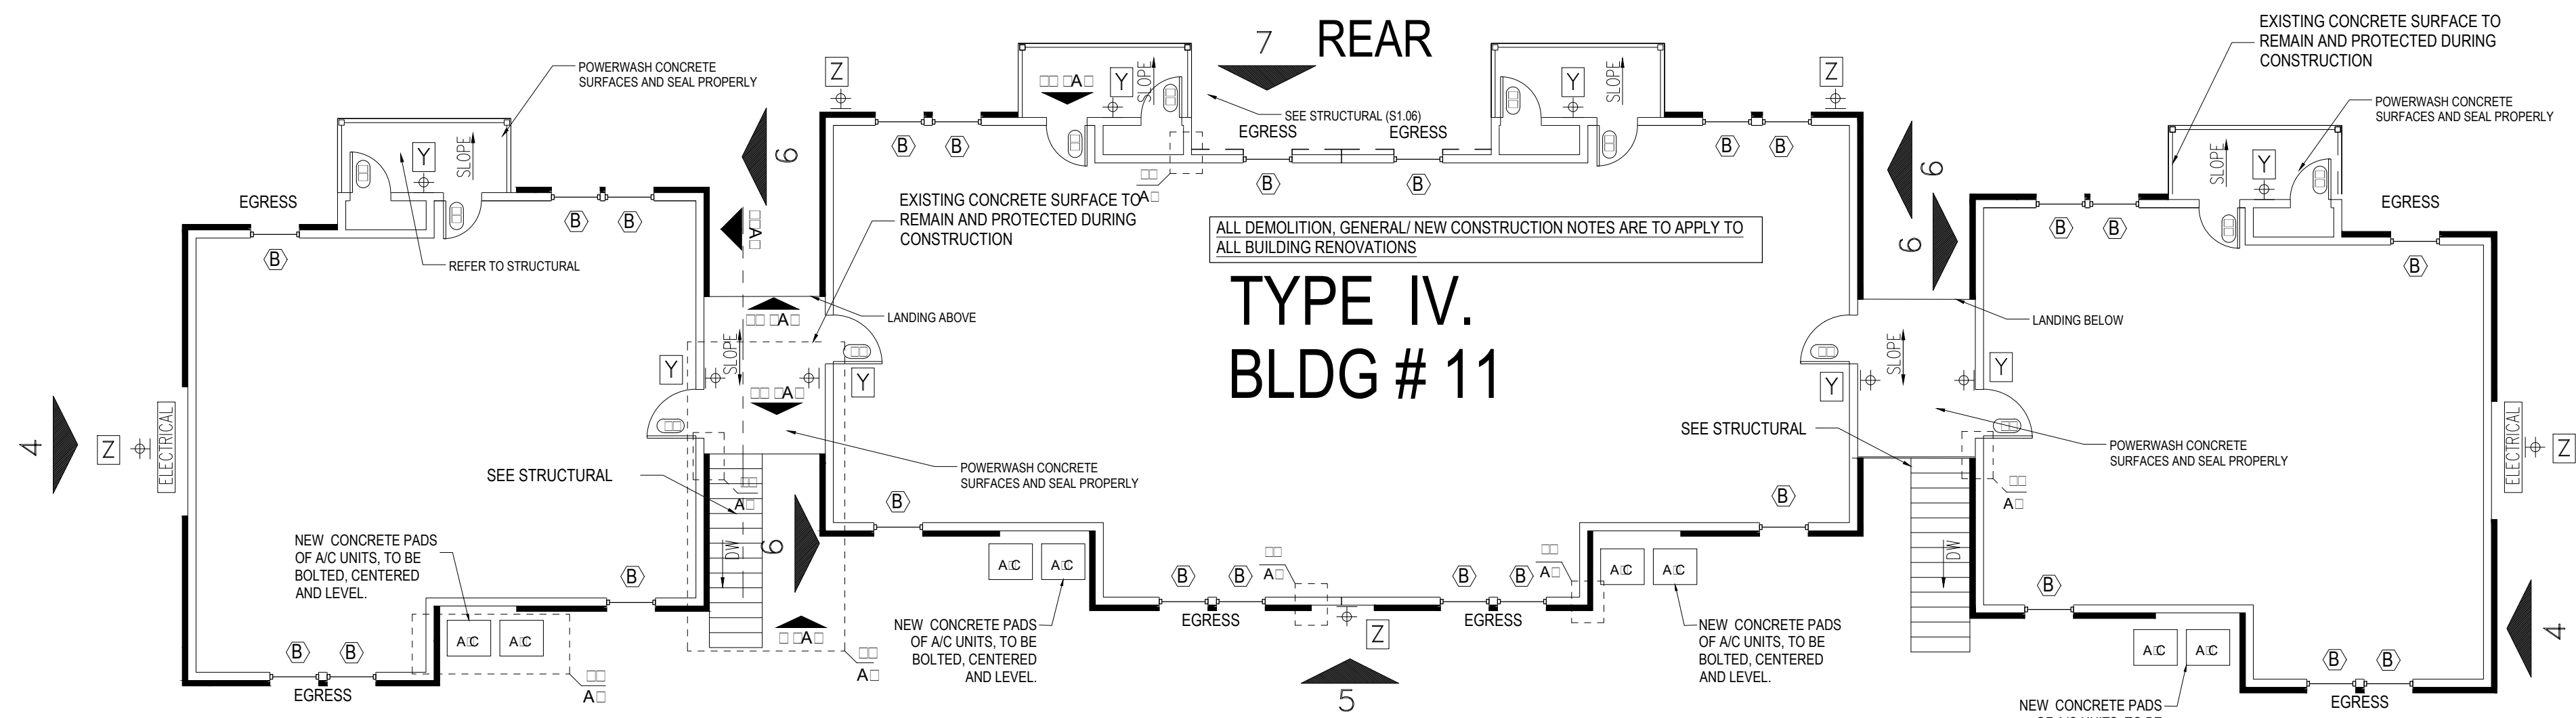 7 REAR
EXISTING CONCRETE SURFACE TO
REMAIN AND PROTECTED DURING
CONSTRUCTION
POWERWASH CONCRETE
SURFACES AND SEAL PROPERLY
Z
Y
SLOPE
Y
SLOPE
Z
POWERWASH CONCRETE
SURFACES AND SEAL PROPERLY
SEE STRUCTURAL (S1.06)
EGRESS
EGRESS
B
B
B
B
Y
SLOPE
6
6
6
SLOPE
Y
EGRESS
B
B
EGRESS
B
B
B
B
B
B
REFER TO STRUCTURAL
EXISTING CONCRETE SURFACE TO
REMAIN AND PROTECTED DURING
CONSTRUCTION
ALL DEMOLITION, GENERAL/ NEW CONSTRUCTION NOTES ARE TO APPLY TO
ALL BUILDING RENOVATIONS
TYPE IV.
BLDG # 11
LANDING ABOVE
LANDING BELOW
SLOPE
Y
Y
SLOPE
Y
Y
4
Z
ELECTRICAL
SEE STRUCTURAL
POWERWASH CONCRETE
SURFACES AND SEAL PROPERLY
SEE STRUCTURAL
POWERWASH CONCRETE
SURFACES AND SEAL PROPERLY
ELECTRICAL
Z
B
B
NEW CONCRETE PADS
OF A/C UNITS, TO BE
BOLTED, CENTERED
AND LEVEL.
DW
6
DW
B
B
B
B
B
B
EGRESS
EGRESS
NEW CONCRETE PADS
OF A/C UNITS, TO BE
BOLTED, CENTERED
AND LEVEL.
Z
NEW CONCRETE PADS
OF A/C UNITS, TO BE
BOLTED, CENTERED
AND LEVEL.
4
B
B
EGRESS
5
B
B
EGRESS
NEW CONCRETE PADS